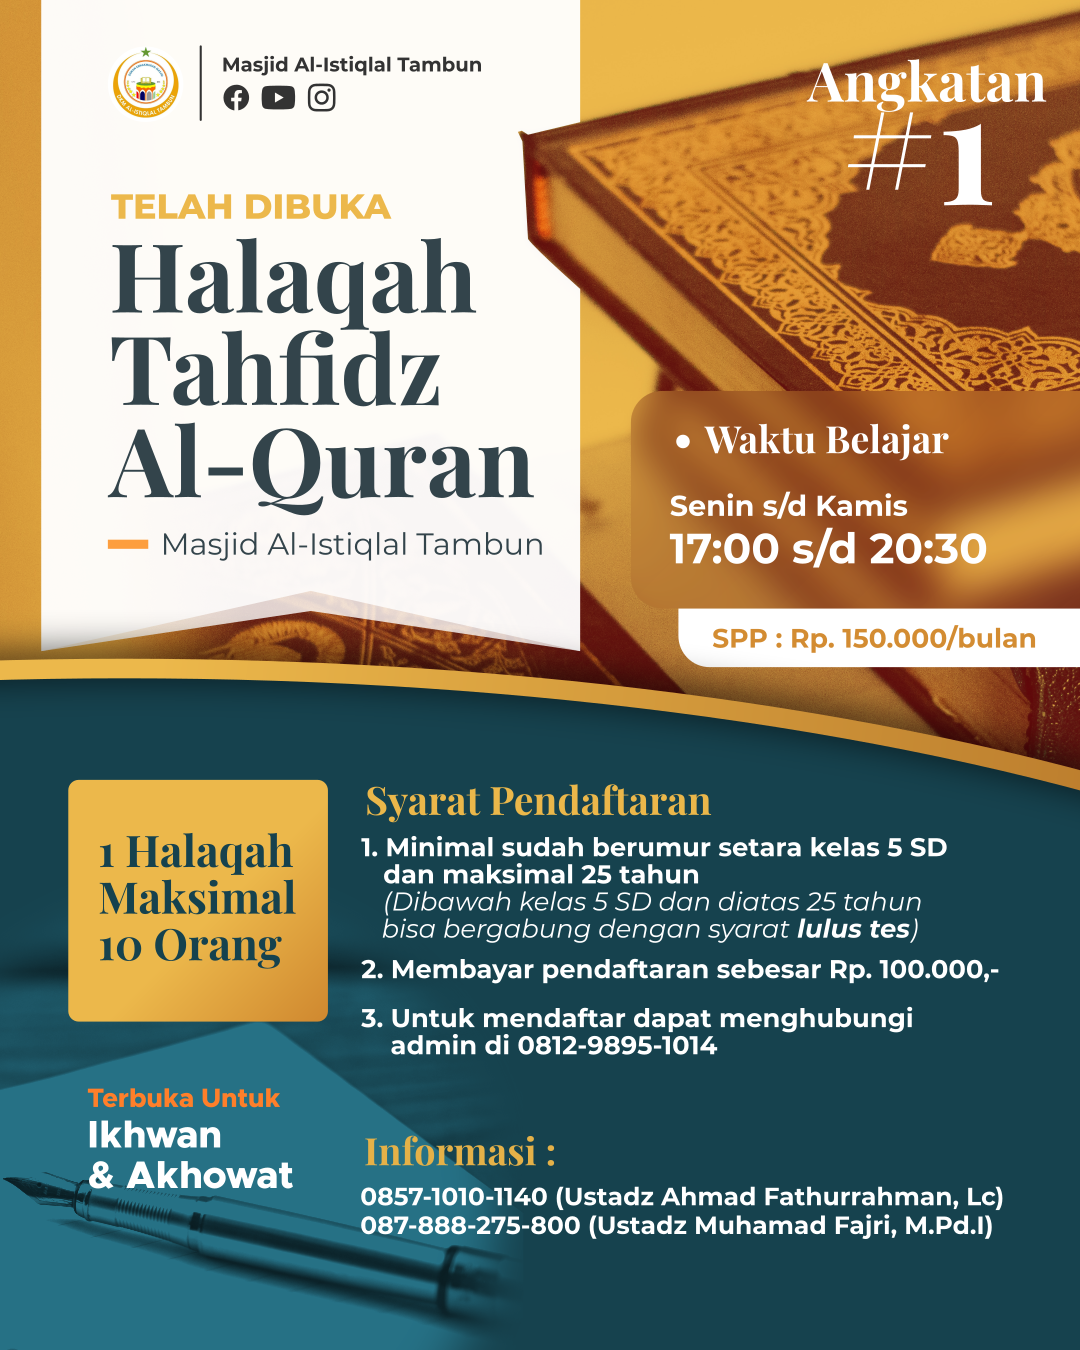 Masjid Al-Istiqlal Tambun
Angkatan
#1
TELAH DIBUKA
Halaqah
Tahfidz
Al-Quran
Masjid Al-Istiqlal Tambun
• Waktu Belajar
Senin s/d Kamis
17:00 s/d 20:30
SPP : Rp. 150.000/bulan
1 Halaqah
Maksimal
10 Orang
Syarat Pendaftaran
1. Minimal sudah berumur setara kelas 5 SD
dan maksimal 25 tahun
(Dibawah kelas 5 SD dan diatas 25 tahun
bisa bergabung dengan syarat lulus tes)
2. Membayar pendaftaran sebesar Rp. 100.000,-
3. Untuk mendaftar dapat menghubungi
admin di 0812-9895-1014
Terbuka Untuk
Ikhwan
& Akhowat
Informasi :
0857-1010-1140 (Ustadz Ahmad Fathurrahman, Lc)
087-888-275-800 (Ustadz Muhamad Fajri, M.Pd.I)